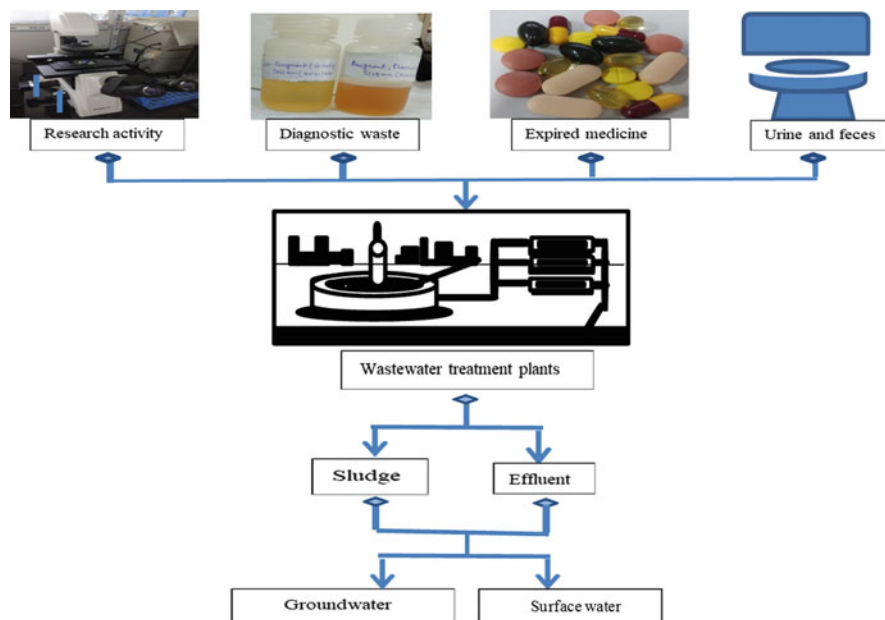 Research activity
Diagnostic waste
Expired medicine
Urine and feces
Wastewater treatment plants
Sludge
Effluent
Groundwater
Surface water